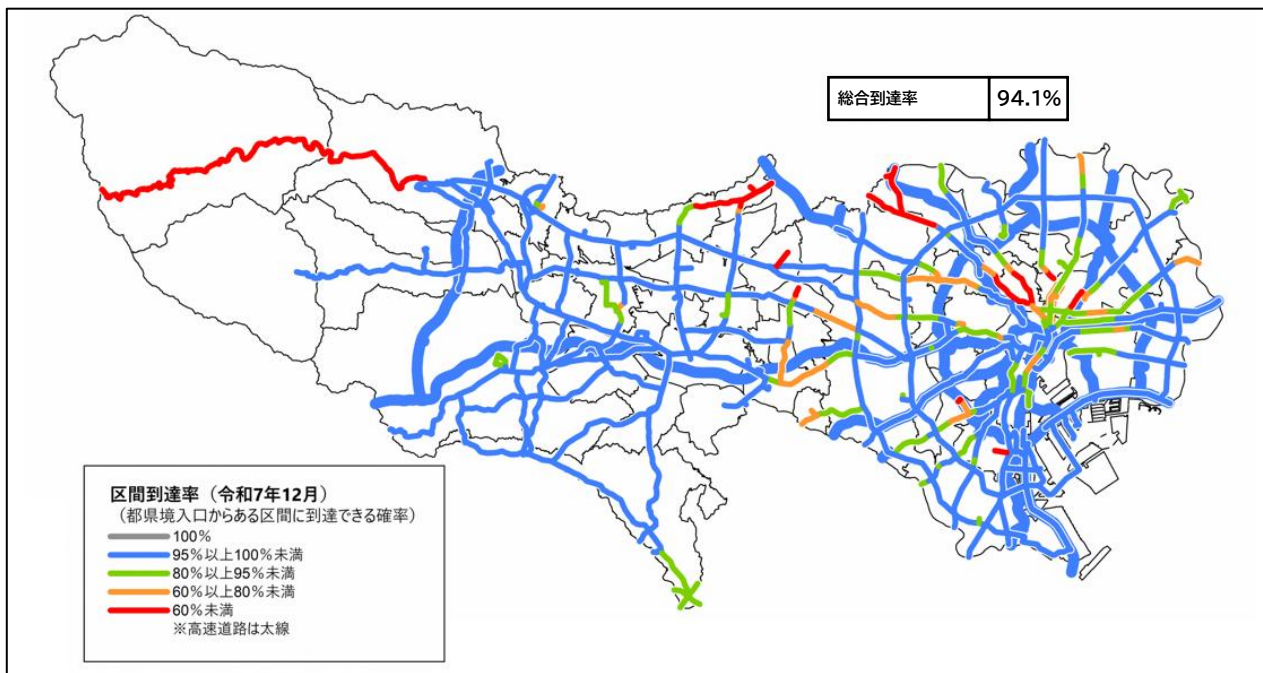 総合到達率 94.1%
区間到達率（令和7年12月）
（都県境入口からある区間に到達できる確率）
100%
95%以上100%未満
80%以上95%未満
60%以上80%未満
60%未満
※高速道路は太線